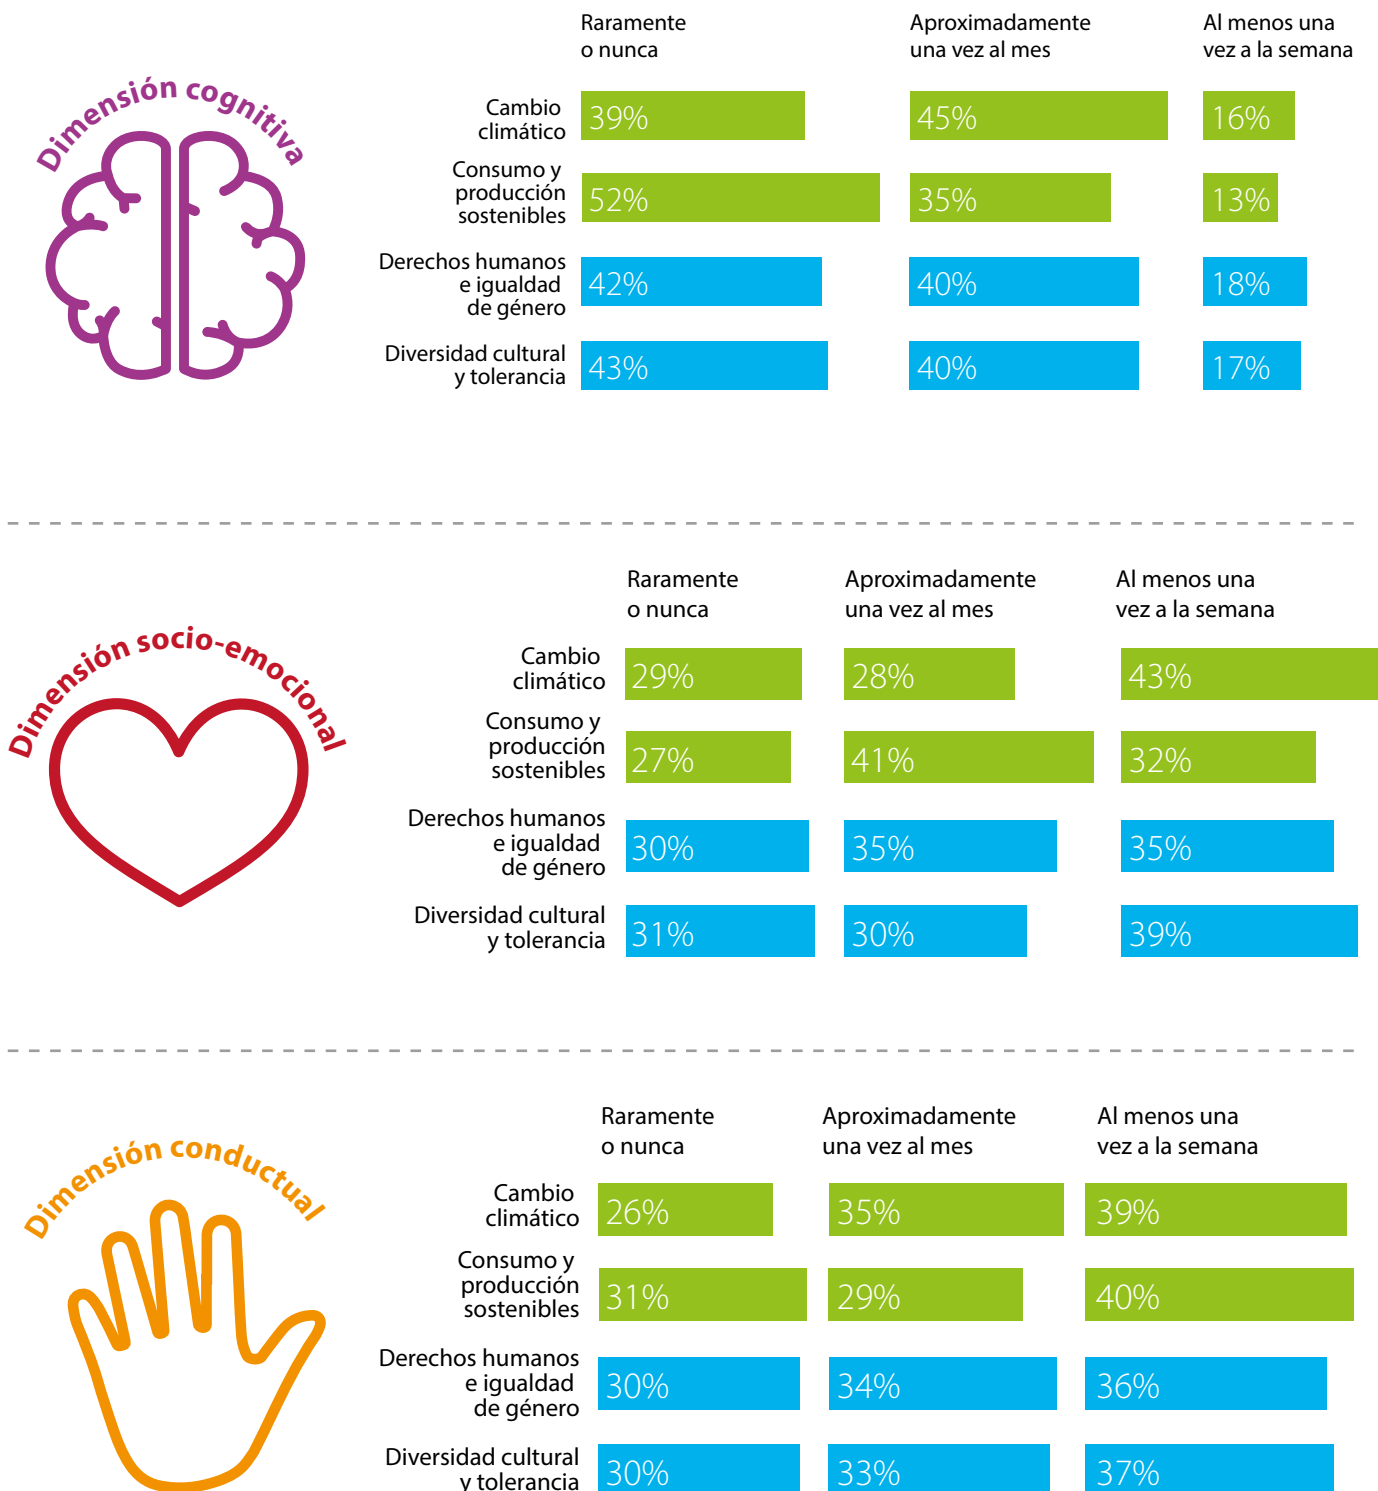 Dimensión cognitiva
Raramente
o nunca
Aproximadamente
una vez al mes
Al menos una
vez a la semana
Cambio
climático
39%
45%
16%
Consumo y
producción
sostenibles
52%
35%
13%
Derechos humanos
e igualdad
de género
42%
40%
18%
Diversidad cultural
y tolerancia
43%
40%
17%
Dimensión socio-emocional
Raramente
o nunca
Aproximadamente
una vez al mes
Al menos una
vez a la semana
Cambio
climático
29%
28%
43%
Consumo y
producción
sostenibles
27%
41%
32%
Derechos humanos
e igualdad
de género
30%
35%
35%
Diversidad cultural
y tolerancia
31%
30%
39%
Dimensión conductual
Raramente
o nunca
Aproximadamente
una vez al mes
Al menos una
vez a la semana
Cambio
climático
26%
35%
39%
Consumo y
producción
sostenibles
31%
29%
40%
Derechos humanos
e igualdad
de género
30%
34%
36%
Diversidad cultural
y tolerancia
30%
33%
37%